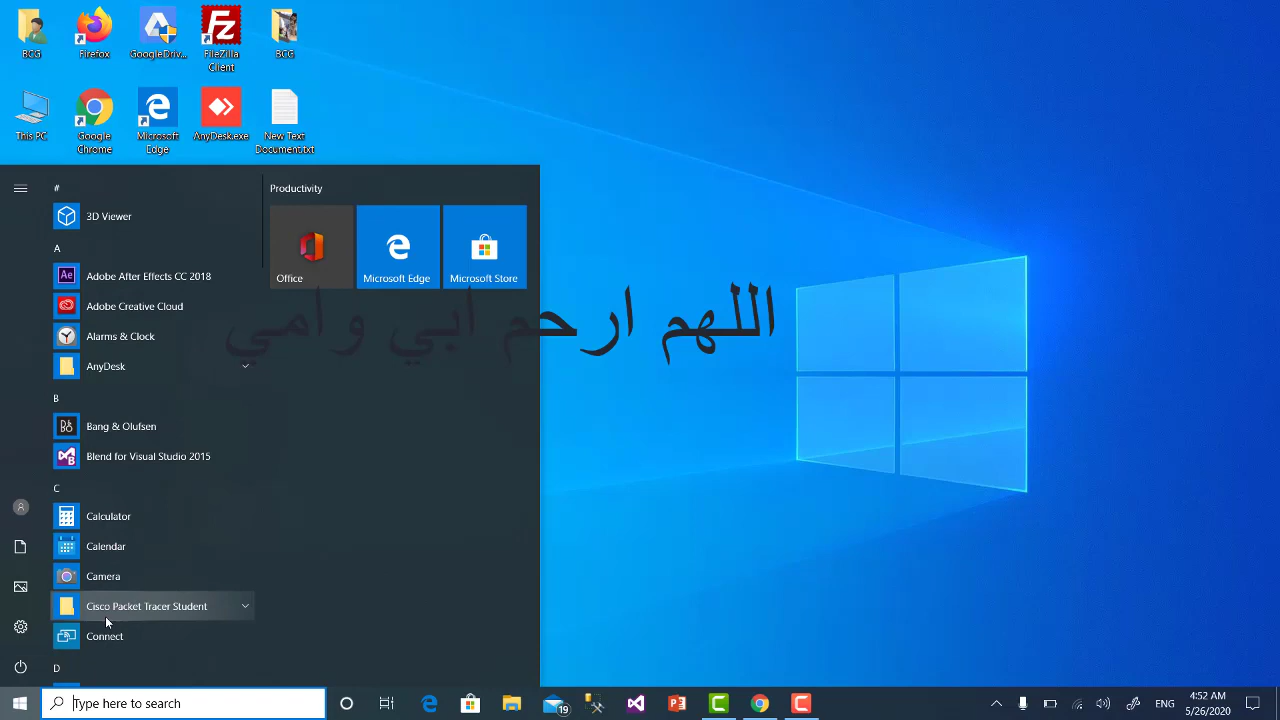 BCG
Firefox
GoogleDriv...
FileZilla
Client
BCG
This PC
Google
Chrome
Microsoft
Edge
AnyDesk.exe
New Text
Document.txt
#
3D Viewer
A
Adobe After Effects CC 2018
Adobe Creative Cloud
Alarms & Clock
AnyDesk
B
Bang & Olufsen
Blend for Visual Studio 2015
C
Calculator
Calendar
Camera
Cisco Packet Tracer Student
Connect
D
Productivity
Office
Microsoft Edge
Microsoft Store
اللهم ارحم أبي وأمي
Type here to search
19
ENG
4:52 AM
5/26/2020